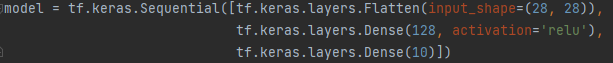 model = tf.keras.Sequential([tf.keras.layers.Flatten(input_shape=(28, 28)),
tf.keras.layers.Dense(128, activation='relu'),
tf.keras.layers.Dense(10)])